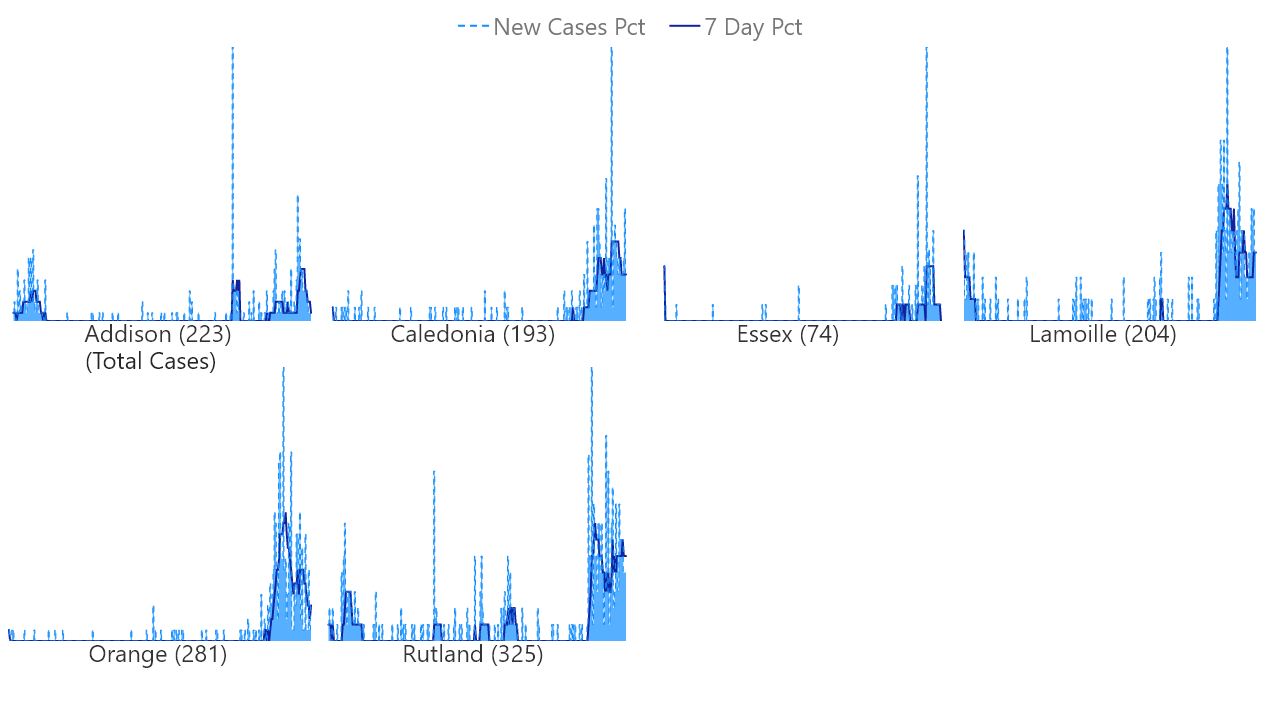 New Cases Pct 7 Day Pct
Addison (223)
(Total Cases)
Caledonia (193)
Essex (74)
Lamoille (204)
Orange (281)
Rutland (325)